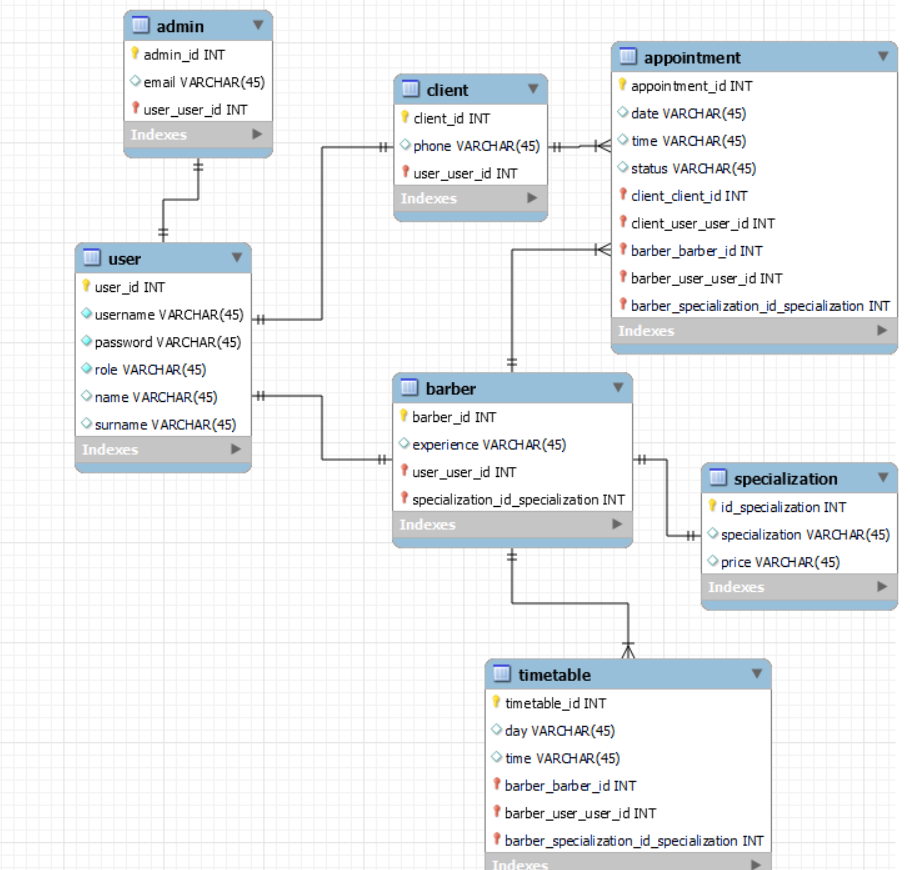 admin
admin_id INT
email VARCHAR(45)
user_user_id INT
Indexes
client
client_id INT
phone VARCHAR(45)
user_user_id INT
Indexes
appointment
appointment_id INT
date VARCHAR(45)
time VARCHAR(45)
status VARCHAR(45)
client_client_id INT
client_user_user_id INT
barber_barber_id INT
barber_user_user_id INT
barber_specialization_id_specialization INT
Indexes
user
user_id INT
username VARCHAR(45)
password VARCHAR(45)
role VARCHAR(45)
name VARCHAR(45)
surname VARCHAR(45)
Indexes
barber
barber_id INT
experience VARCHAR(45)
user_user_id INT
specialization_id_specialization INT
Indexes
specialization
id_specialization INT
specialization VARCHAR(45)
price VARCHAR(45)
Indexes
timetable
timetable_id INT
day VARCHAR(45)
time VARCHAR(45)
barber_barber_id INT
barber_user_user_id INT
barber_specialization_id_specialization INT
Indexes